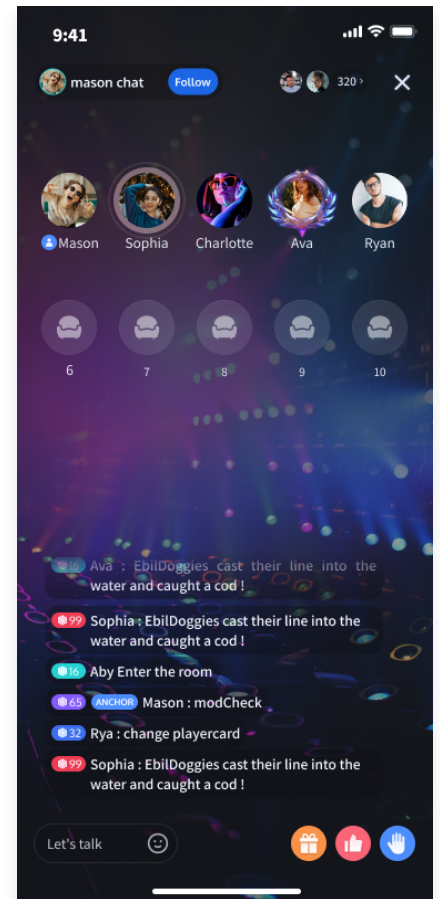 9:41
mason chat Follow 320 >
Mason Sophia Charlotte Ava Ryan
6 7 8 9 10
16 Ava : EbilDoggies cast their line into the
water and caught a cod !
99 Sophia : EbilDoggies cast their line into the
water and caught a cod !
16 Aby Enter the room
65 ANCHOR Mason : modCheck
32 Rya : change playercard
99 Sophia : EbilDoggies cast their line into the
water and caught a cod !
Let's talk